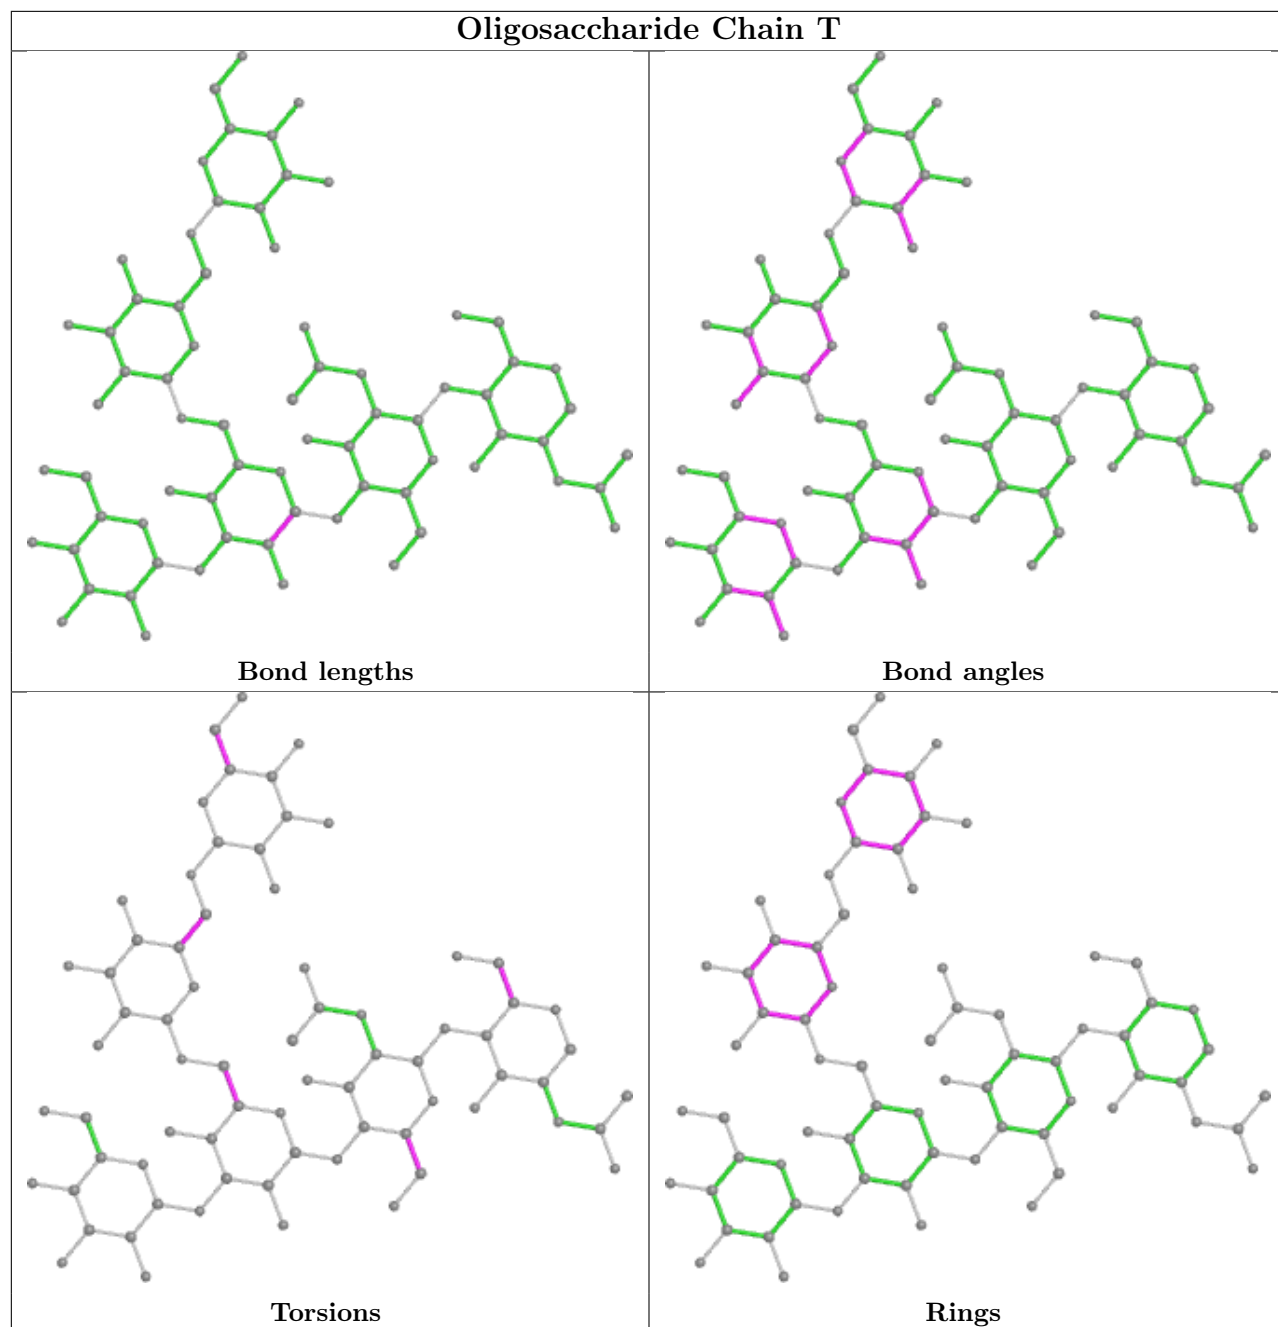 Oligosaccharide Chain T
Bond lengths
Bond angles
Torsions
Rings